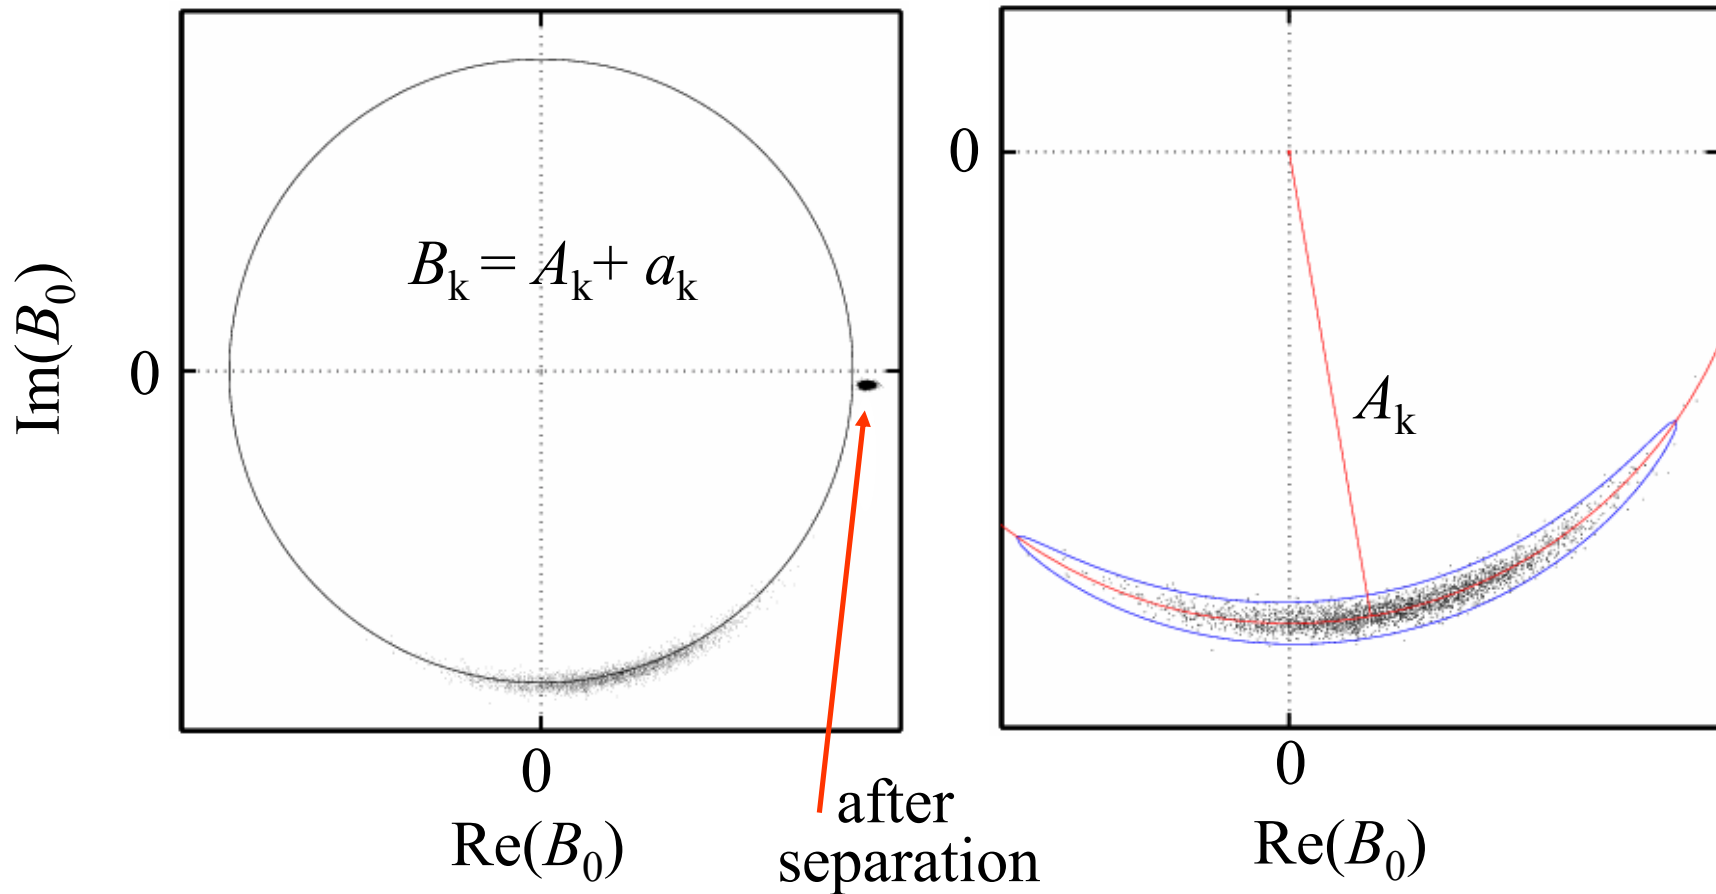 Im(B₀)
0
Bₖ = Aₖ + aₖ
0
Re(B₀)
after
separation
0
Aₖ
0
Re(B₀)